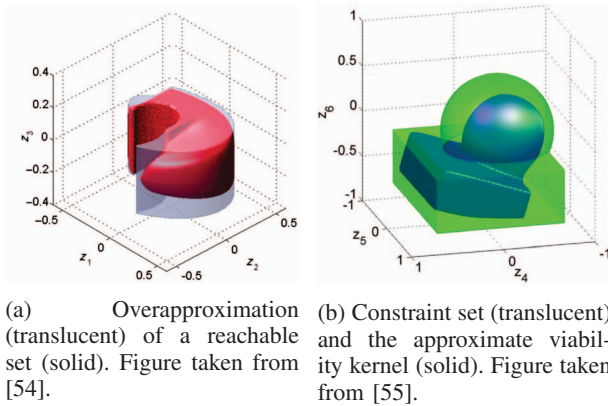 0.4
0.2
0
-0.2
-0.4
z3
-0.5
0
0.5
z1
-0.5
0
0.5
z2
1
0.5
0
-0.5
-1
z6
-1
0
1
z5
1
0
-1
z4
(a) Overapproximation
(translucent) of a reachable
set (solid). Figure taken from
[54].
(b) Constraint set (translucent)
and the approximate viabil-
ity kernel (solid). Figure taken
from [55].